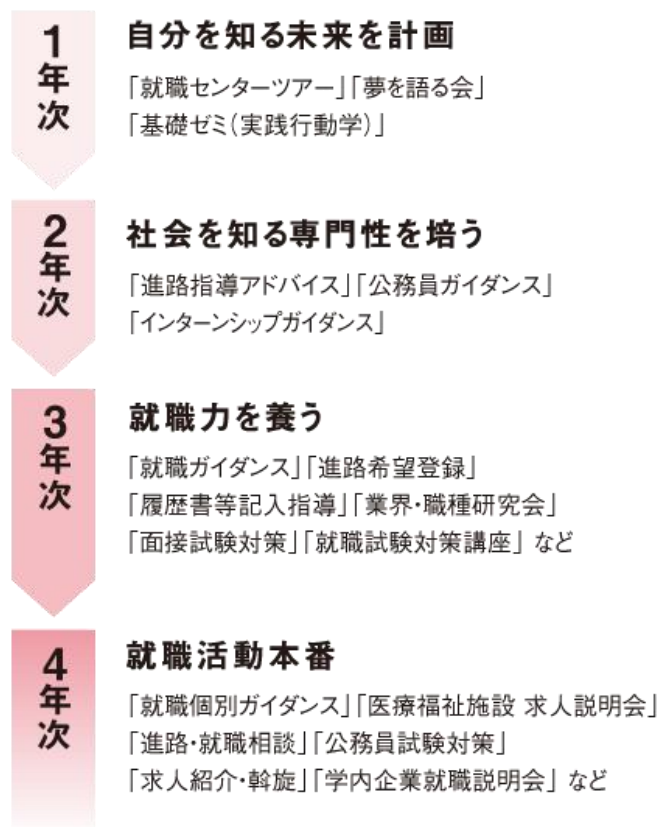 1年次
自分を知る未来を計画
「就職センターツアー」「夢を語る会」
「基礎ゼミ(実践行動学)」
2年次
社会を知る専門性を培う
「進路指導アドバイス」「公務員ガイダンス」
「インターンシップガイダンス」
3年次
就職力を養う
「就職ガイダンス」「進路希望登録」
「履歴書等記入指導」「業界・職種研究会」
「面接試験対策」「就職試験対策講座」 など
4年次
就職活動本番
「就職個別ガイダンス」「医療福祉施設 求人説明会」
「進路・就職相談」「公務員試験対策」
「求人紹介・斡旋」「学内企業就職説明会」 など